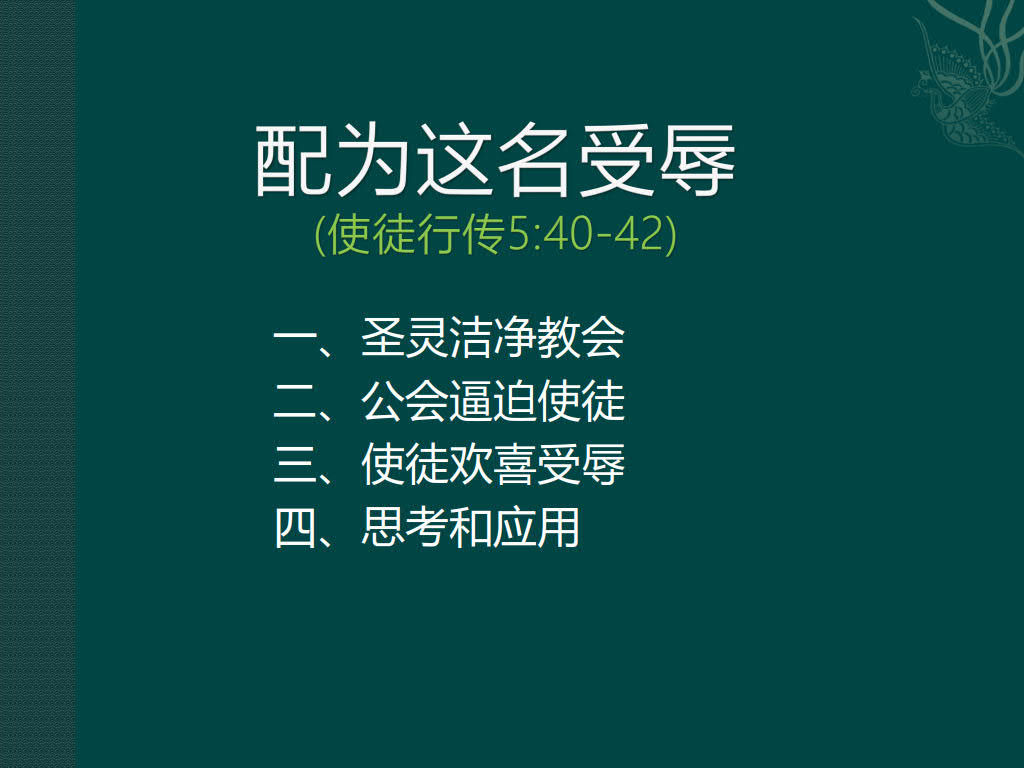 配为这名受辱
(使徒行传5:40-42)
一、圣灵洁净教会
二、公会逼迫使徒
三、使徒欢喜受辱
四、思考和应用